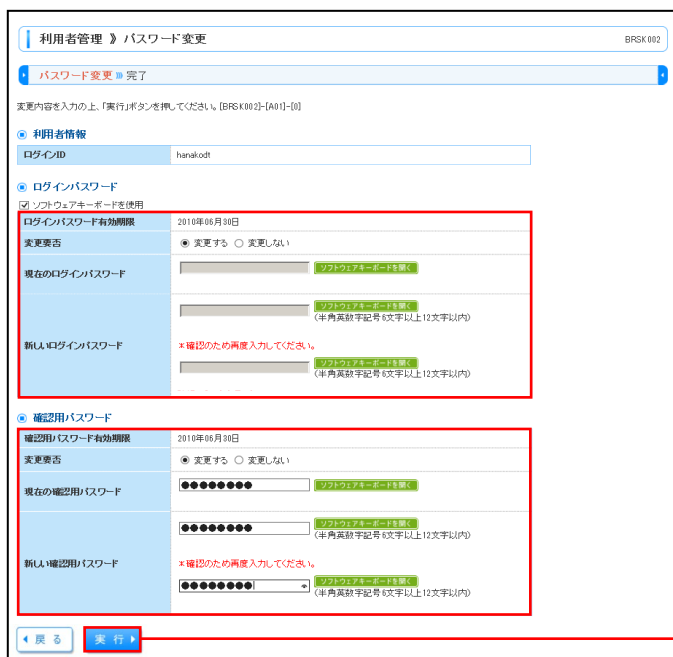 利用者管理 》パスワード変更 BRSK002
パスワード変更 》》 完了
変更内容を入力の上、「実行」ボタンを押してください。[BRSK002]-[A01]-[0]
利用者情報
ログインID hanakodt
ログインパスワード
ソフトウェアキーボードを使用
ログインパスワード有効期限 2010年06月30日
変更要否 変更する 変更しない
現在のログインパスワード ソフトウェアキーボードを開く
ソフトウェアキーボードを開く
(半角英数字記号6文字以上12文字以内)
新しいログインパスワード ※確認のため再度入力してください。
ソフトウェアキーボードを開く
(半角英数字記号6文字以上12文字以内)
確認用パスワード
確認用パスワード有効期限 2010年06月30日
変更要否 変更する 変更しない
現在の確認用パスワード ●●●●●●●● ソフトウェアキーボードを開く
●●●●●●●● ソフトウェアキーボードを開く
(半角英数字記号6文字以上12文字以内)
新しい確認用パスワード ※確認のため再度入力してください。
●●●●●●●● ソフトウェアキーボードを開く
(半角英数字記号6文字以上12文字以内)
戻る 実行